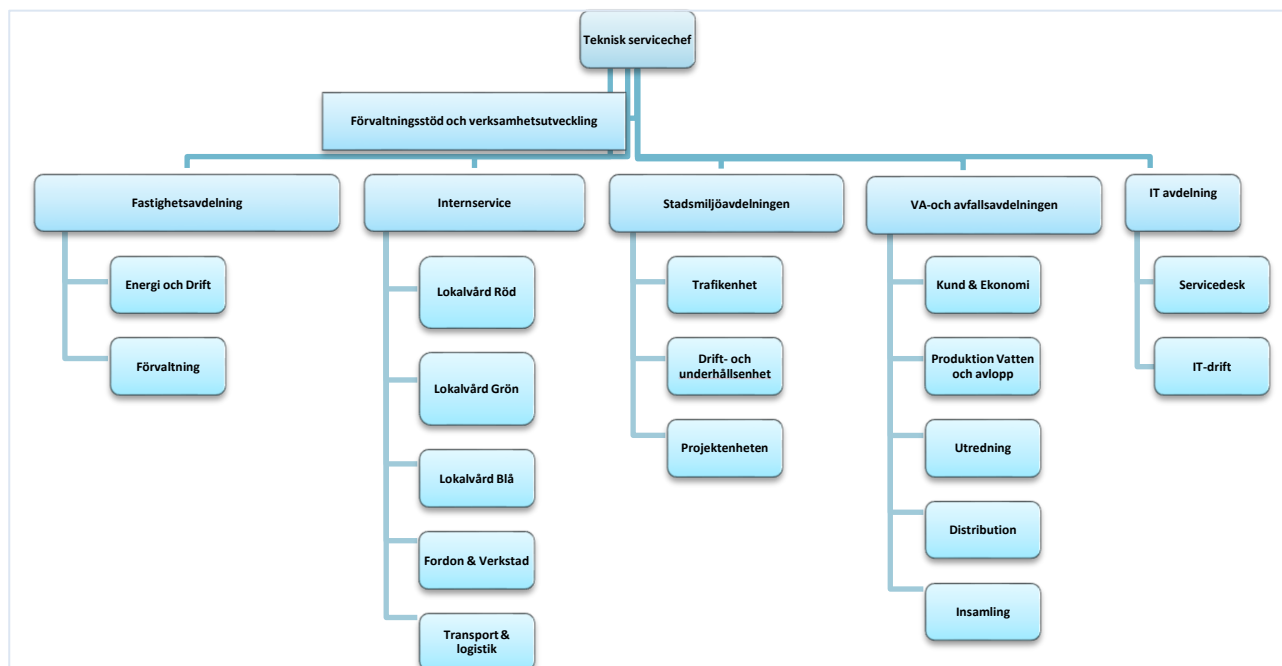 Teknisk servicechef
Förvaltningsstöd och verksamhetsutveckling
Fastighetsavdelning
Energi och Drift
Förvaltning
Internservice
Lokalvård Röd
Lokalvård Grön
Lokalvård Blå
Fordon & Verkstad
Transport &
logistik
Stadsmiljöavdelningen
Trafikenhet
Drift- och
underhållsenhet
Projektenheten
VA-och avfallsavdelningen
Kund & Ekonomi
Produktion Vatten
och avlopp
Utredning
Distribution
Insamling
IT avdelning
Servicedesk
IT-drift